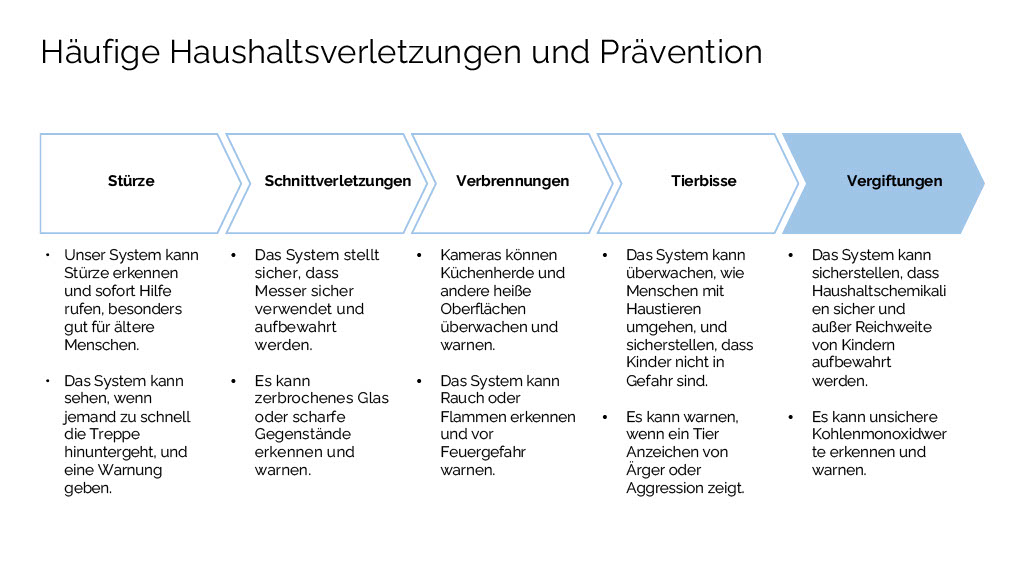 Häufige Haushaltsverletzungen und Prävention
Stürze
Schnittverletzungen
Verbrennungen
Tierbisse
Vergiftungen
• Unser System kann
Stürze erkennen
und sofort Hilfe
rufen, besonders
gut für ältere
Menschen.
• Das System kann
sehen, wenn
jemand zu schnell
die Treppe
hinuntergeht, und
eine Warnung
geben.
• Das System stellt
sicher, dass
Messer sicher
verwendet und
aufbewahrt
werden.
• Es kann
zerbrochenes Glas
oder scharfe
Gegenstände
erkennen und
warnen.
• Kameras können
Küchenherde und
andere heiße
Oberflächen
überwachen und
warnen.
• Das System kann
Rauch oder
Flammen erkennen
und vor
Feuergefahr
warnen.
• Das System kann
überwachen, wie
Menschen mit
Haustieren
umgehen, und
sicherstellen, dass
Kinder nicht in
Gefahr sind.
• Es kann warnen,
wenn ein Tier
Anzeichen von
Ärger oder
Aggression zeigt.
• Das System kann
sicherstellen, dass
Haushaltschemikali
en sicher und
außer Reichweite
von Kindern
aufbewahrt
werden.
• Es kann unsichere
Kohlenmonoxidwer
te erkennen und
warnen.